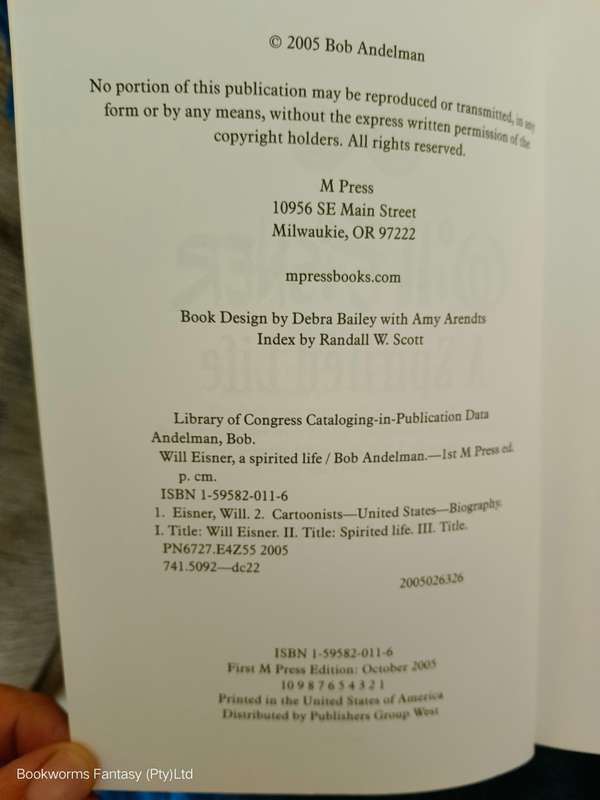 © 2005 Bob Andelman
No portion of this publication may be reproduced or transmitted, in any
form or by any means, without the express written permission of the
copyright holders. All rights reserved.
M Press
10956 SE Main Street
Milwaukie, OR 97222
mpressbooks.com
Book Design by Debra Bailey with Amy Arendts
Index by Randall W. Scott
Library of Congress Cataloging-in-Publication Data
Andelman, Bob.
Will Eisner, a spirited life / Bob Andelman.—1st M Press ed.
p. cm.
ISBN 1-59582-011-6
1. Eisner, Will. 2. Cartoonists—United States—Biography.
I. Title: Will Eisner. II. Title: Spirited life. III. Title.
PN6727.E4Z55 2005
741.5092—dc22
2005026326
ISBN 1-59582-011-6
First M Press Edition: October 2005
10 9 8 7 6 5 4 3 2 1
Printed in the United States of America
Distributed by Publishers Group West
Bookworms Fantasy (Pty)Ltd